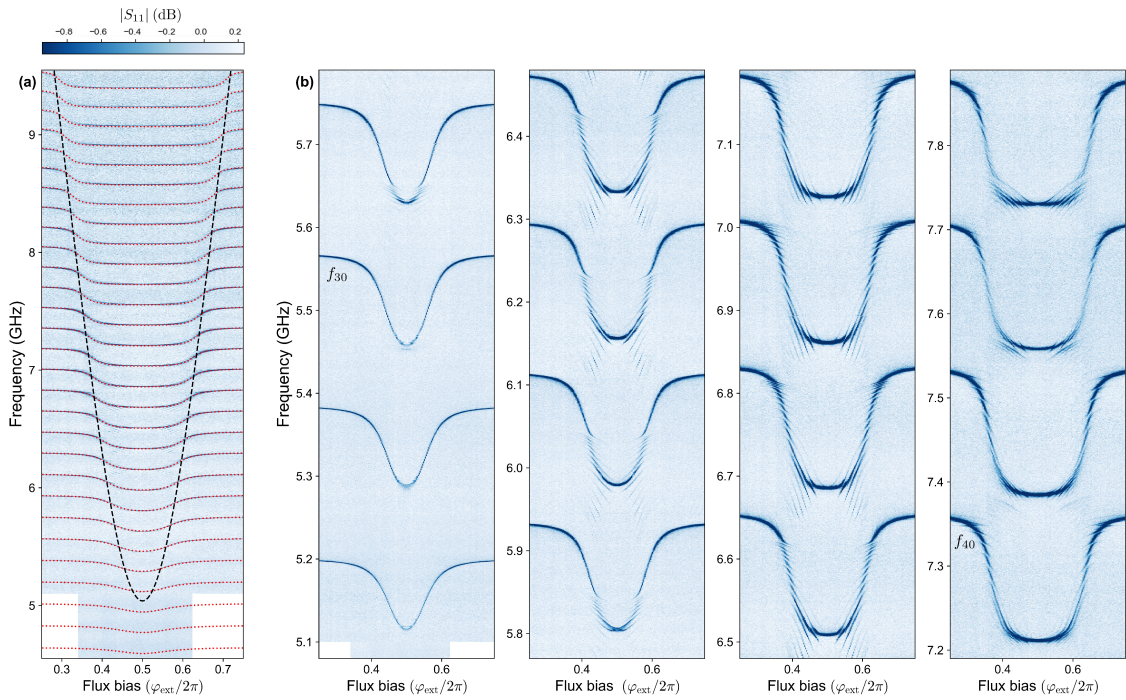 |S₁₁| (dB)
−0.8 −0.6 −0.4 −0.2 0.0 0.2
(a)
Frequency (GHz)
9
8
7
6
5
0.3 0.4 0.5 0.6 0.7
Flux bias (φ_ext/2π)
(b)
Frequency (GHz)
5.7
5.6
5.5
5.4
5.3
5.2
5.1
f₃₀
0.4 0.6
Flux bias (φ_ext/2π)
6.4
6.3
6.2
6.1
6.0
5.9
5.8
0.4 0.6
Flux bias (φ_ext/2π)
7.1
7.0
6.9
6.8
6.7
6.6
6.5
0.4 0.6
Flux bias (φ_ext/2π)
7.8
7.7
7.6
7.5
7.4
7.3
7.2
f₄₀
0.4 0.6
Flux bias (φ_ext/2π)